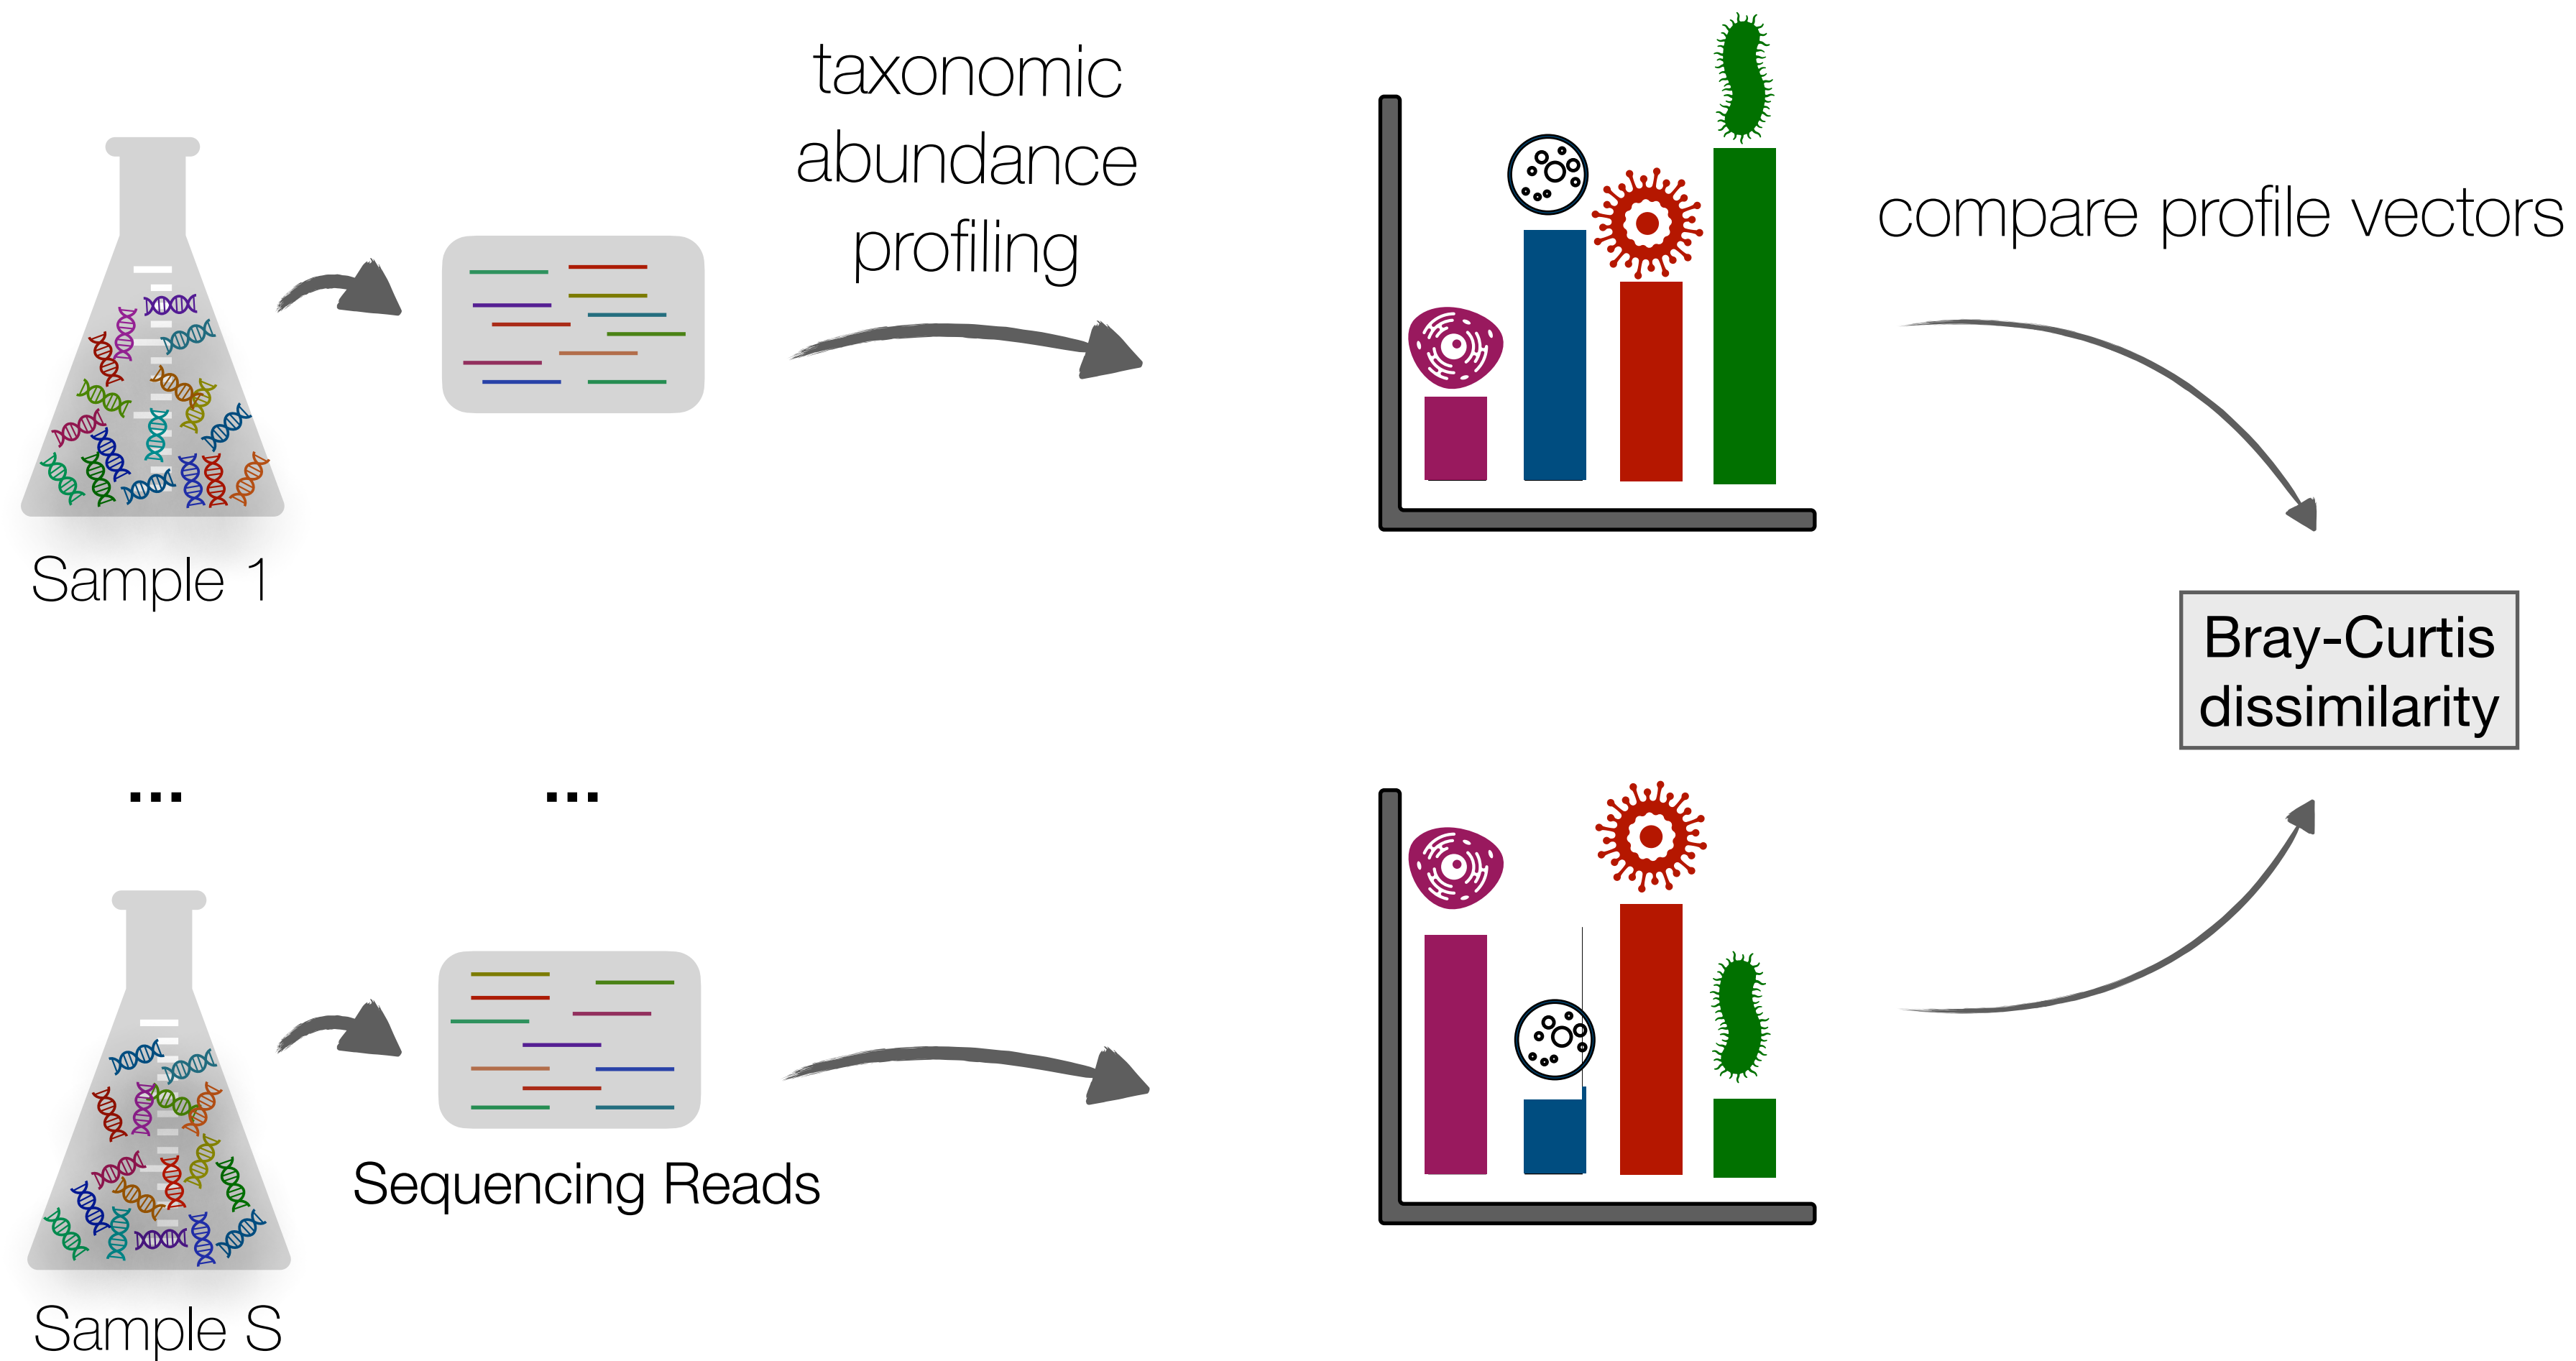 taxonomic
abundance
profiling
compare profile vectors
Sample 1
Bray-Curtis
dissimilarity
...
...
Sequencing Reads
Sample S